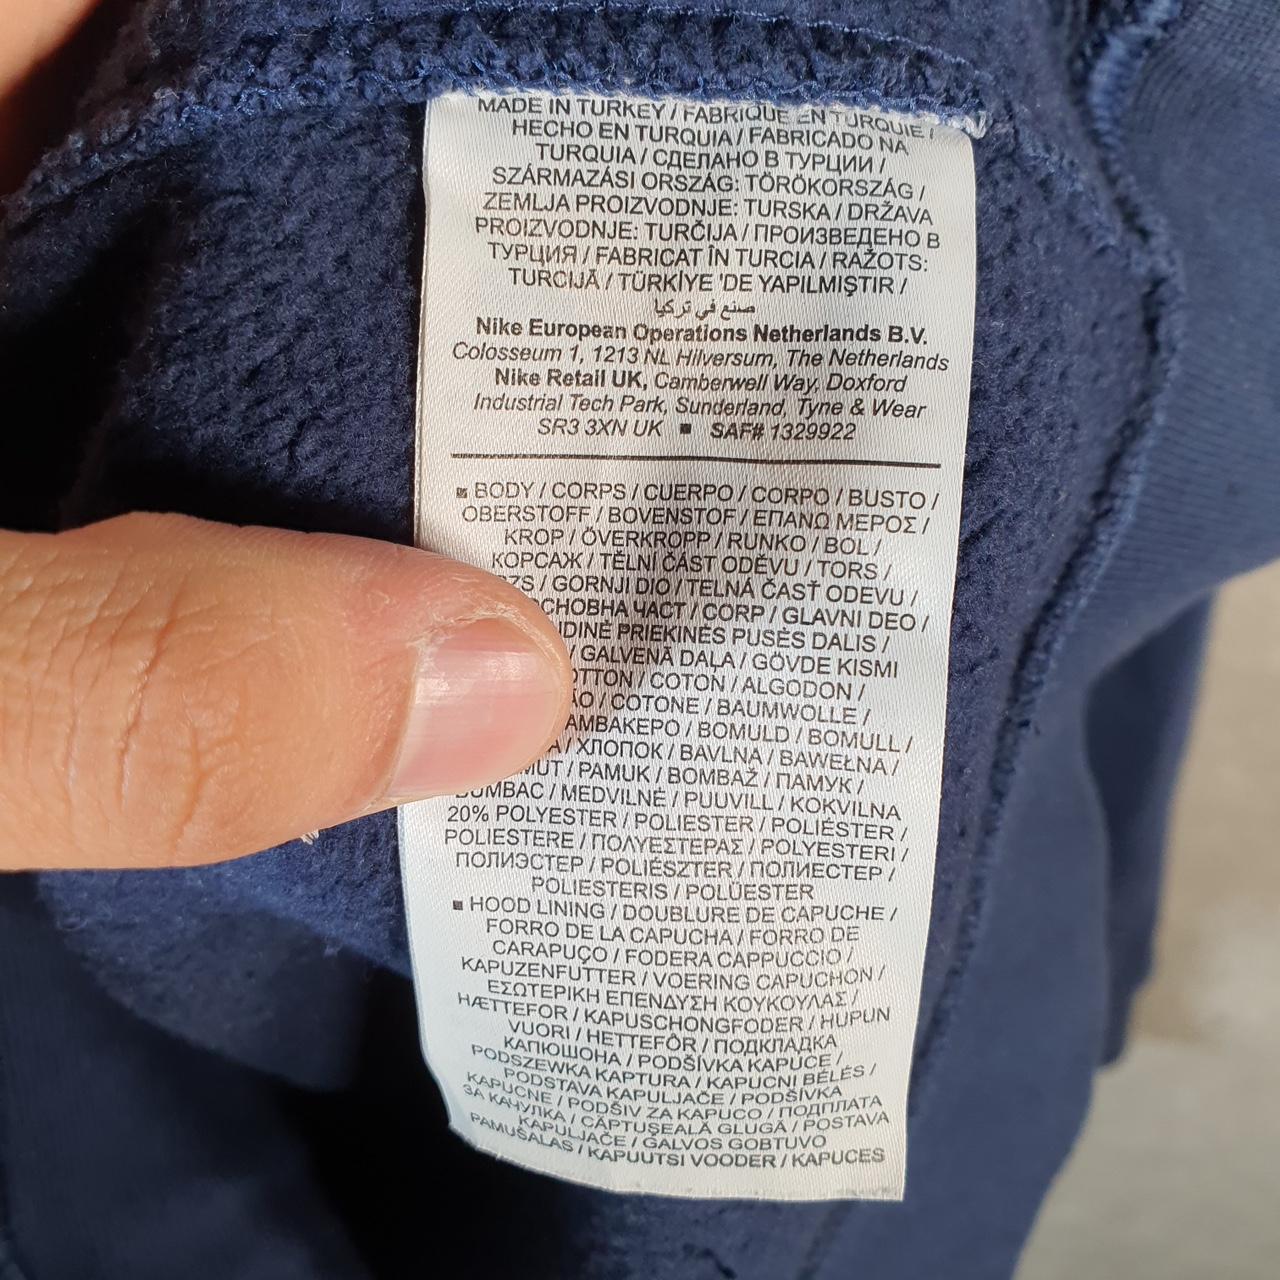 MADE IN TURKEY / FABRIQUE EN TURQUIE /
HECHO EN TURQUIA / FABRICADO NA
TURQUIA / СДЕЛАНО В ТУРЦИИ /
SZÁRMAZÁSI ORSZÁG: TÖRÖKORSZÁG /
ZEMLJA PROIZVODNJE: TURSKA / DRŽAVA
PROIZVODNJE: TURČIJA / ПРОИЗВЕДЕНО В
ТУРЦИЯ / FABRICAT ÎN TURCIA / RAŽOTS:
TURCIJĀ / TÜRKİYE 'DE YAPILMIŞTIR /
صنع في تركيا
Nike European Operations Netherlands B.V.
Colosseum 1, 1213 NL Hilversum, The Netherlands
Nike Retail UK, Camberwell Way, Doxford
Industrial Tech Park, Sunderland, Tyne & Wear
SR3 3XN UK ■ SAF# 1329922
BODY / CORPS / CUERPO / CORPO / BUSTO /
OBERSTOFF / BOVENSTOF / ΕΠΑΝΩ ΜΕΡΟΣ /
KROP / ÖVERKROPP / RUNKO / BOL /
КОРСАЖ / TĚLNÍ ČÁST ODĚVU / TORS /
/ GORNJI DIO / TELNÁ ČASŤ ODEVU /
ЧАСТ / CORP / GLAVNI DEO /
PRIEKINĖS PUSĖS DALIS /
/ GALVENĀ DAĻA / GÖVDE KISMI
/ COTON / ALGODON /
/ COTONE / BAUMWOLLE /
/ BOMULD / BOMULL /
/ ХЛОПОК / BAVLNA / BAWEŁNA /
/ PAMUK / BOMBAŽ / ПАМУК /
BUMBAC / MEDVILNĖ / PUUVILL / KOKVILNA
20% POLYESTER / POLIESTER / POLIÉSTER /
POLIESTERE / ΠΟΛΥΕΣΤΕΡΑΣ / POLYESTERI /
ПОЛИЭСТЕР / POLIÉSZTER / ПОЛИЕСТЕР /
POLIESTERIS / POLÜESTER
■ HOOD LINING / DOUBLURE DE CAPUCHE /
FORRO DE LA CAPUCHA / FORRO DE
CARAPUÇO / FODERA CAPPUCCIO /
KAPUZENFUTTER / VOERING CAPUCHON /
ΕΣΩΤΕΡΙΚΗ ΕΠΕΝΔΥΣΗ ΚΟΥΚΟΥΛΑΣ /
HÆTTEFOR / KAPUSCHONGFODER / HUPUN
VUORI / HETTEFÔR / ПОДКЛАДКА
КАПЮШОНА / PODŠÍVKA KAPUCE /
PODSZEWKA KAPTURA / KAPUCNI BÉLÉS /
PODSTAVA KAPULJAČE / PODŠÍVKA
KAPUCNE / PODŠIV ZA KAPUCO / ПОДПЛАТА
ЗА КАЧУЛКА / CĂPTUŞEALĂ GLUGĂ / POSTAVA
KAPULJAČE / GALVOS GOBTUVO
PAMUŠALAS / KAPUUTSI VOODER / KAPUCES